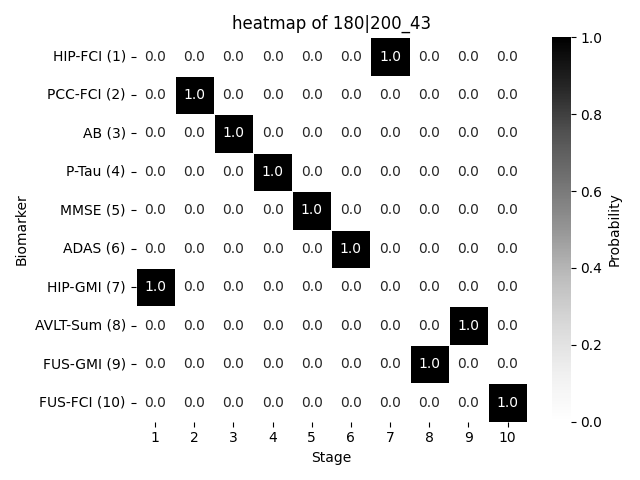 heatmap of 180|200_43
HIP-FCI (1) 0.0 0.0 0.0 0.0 0.0 0.0 1.0 0.0 0.0 0.0
PCC-FCI (2) 0.0 1.0 0.0 0.0 0.0 0.0 0.0 0.0 0.0 0.0
AB (3) 0.0 0.0 1.0 0.0 0.0 0.0 0.0 0.0 0.0 0.0
P-Tau (4) 0.0 0.0 0.0 1.0 0.0 0.0 0.0 0.0 0.0 0.0
MMSE (5) 0.0 0.0 0.0 0.0 1.0 0.0 0.0 0.0 0.0 0.0
ADAS (6) 0.0 0.0 0.0 0.0 0.0 1.0 0.0 0.0 0.0 0.0
HIP-GMI (7) 1.0 0.0 0.0 0.0 0.0 0.0 0.0 0.0 0.0 0.0
AVLT-Sum (8) 0.0 0.0 0.0 0.0 0.0 0.0 0.0 0.0 1.0 0.0
FUS-GMI (9) 0.0 0.0 0.0 0.0 0.0 0.0 0.0 1.0 0.0 0.0
FUS-FCI (10) 0.0 0.0 0.0 0.0 0.0 0.0 0.0 0.0 0.0 1.0
1 2 3 4 5 6 7 8 9 10
Stage
Biomarker
1.0
0.8
0.6
0.4
0.2
0.0
Probability